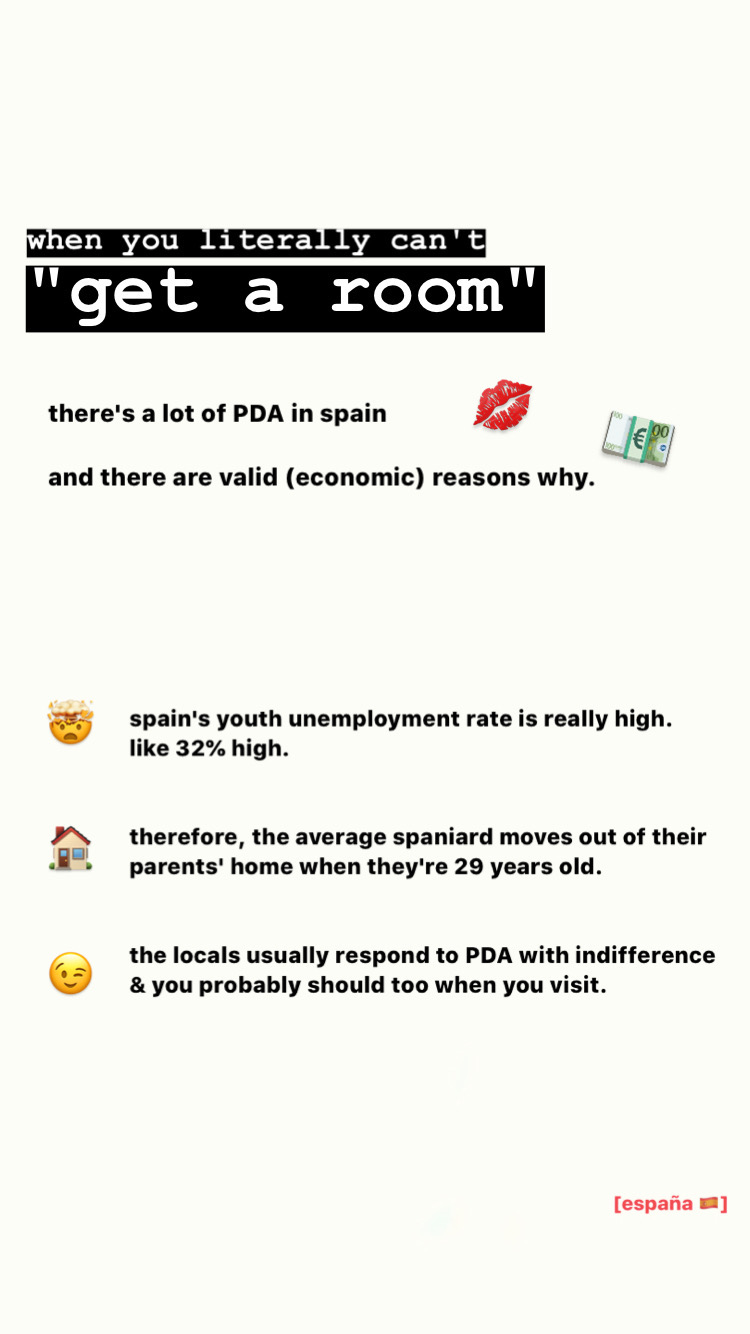 when you literally can't
"get a room"
there's a lot of PDA in spain
and there are valid (economic) reasons why.
spain's youth unemployment rate is really high.
like 32% high.
therefore, the average spaniard moves out of their
parents' home when they're 29 years old.
the locals usually respond to PDA with indifference
& you probably should too when you visit.
[españa 🇪🇸]